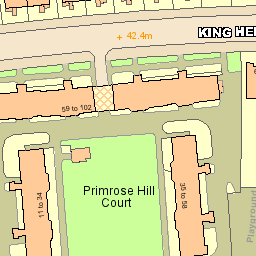 42.4m
KING HE
59 to 102
Primrose Hill
Court
11 to 34
35 to 58
Playground